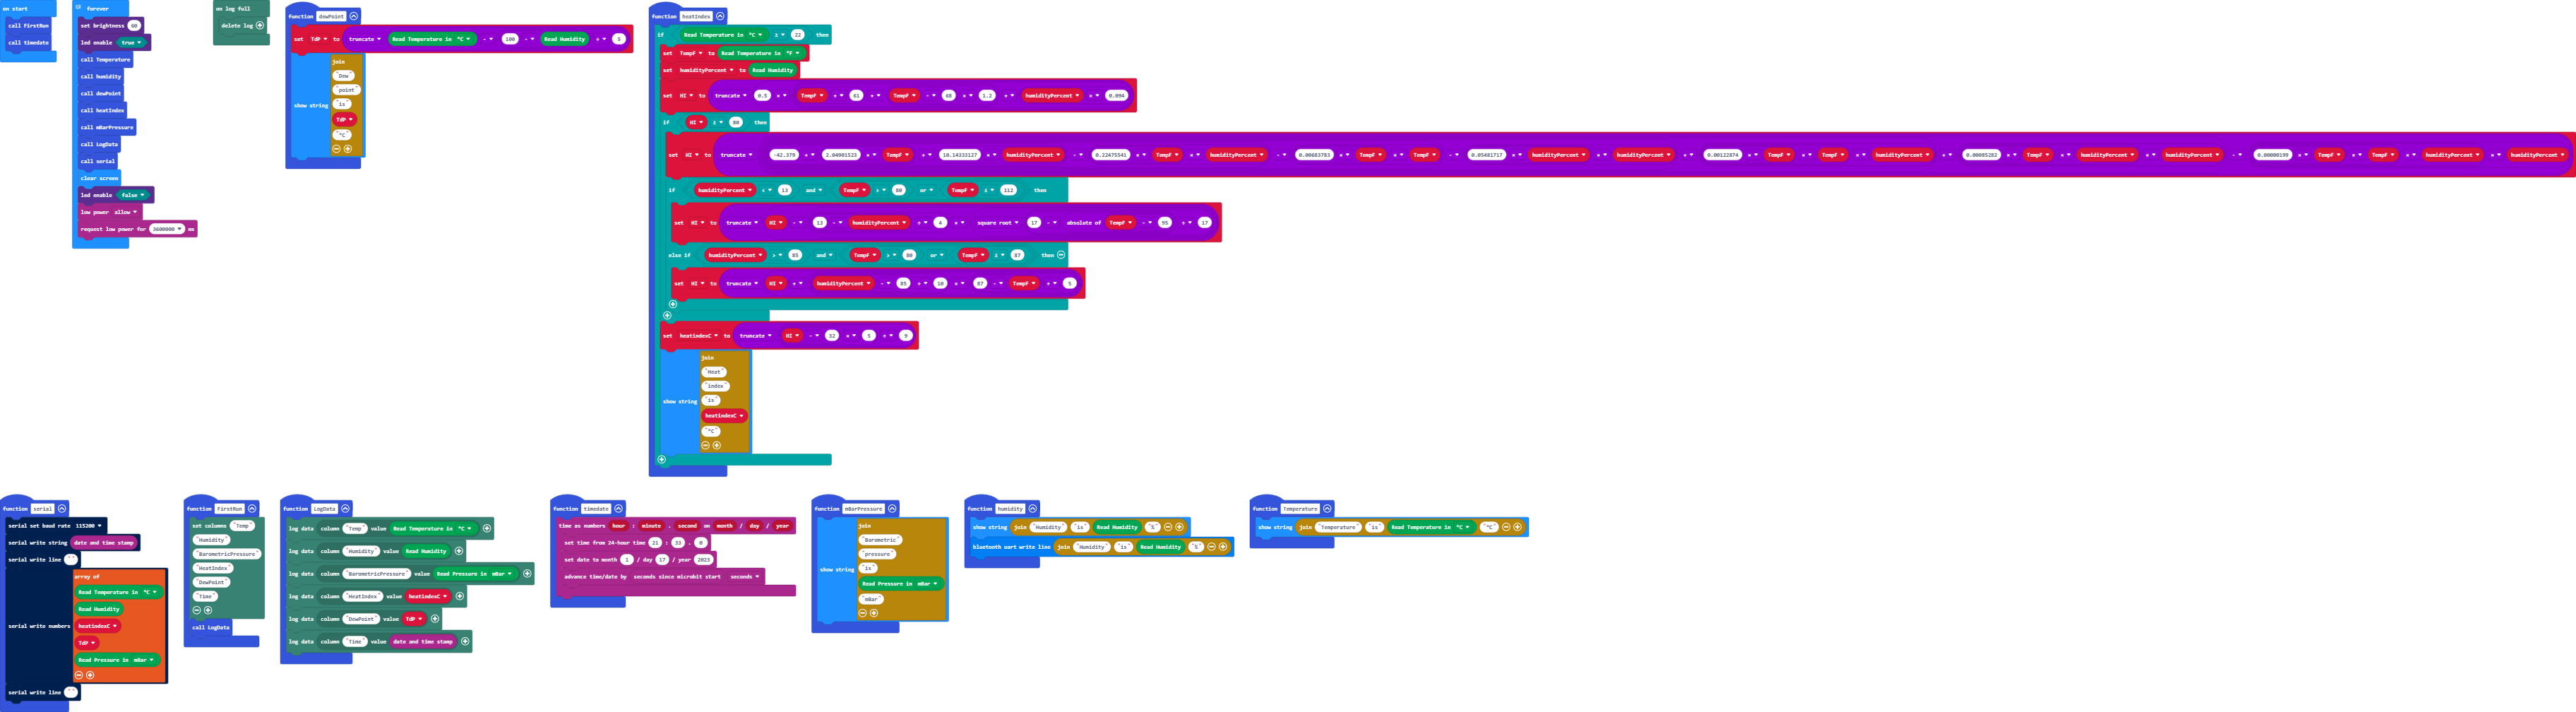 on start
call FirstRun
call timedate
forever
set brightness 60
led enable true
call Temperature
call humidity
call dewPoint
call heatIndex
call mBarPressure
call LogData
call serial
clear screen
led enable false
low power allow
request low power for 3600000 ms
on log full
delete log
function dewPoint
set TdP to truncate Read Temperature in °C - 100 - Read Humidity ÷ 5
show string
join
"Dew"
"point"
"is"
TdP
"°C"
function heatIndex
if Read Temperature in °C ≥ 22 then
set TempF to Read Temperature in °F
set humidityPercent to Read Humidity
set HI to truncate 0.5 × TempF + 61 + TempF - 68 × 1.2 + humidityPercent × 0.094
if HI ≥ 80 then
set HI to truncate -42.379 + 2.04901523 × TempF + 10.14333127 × humidityPercent - 0.22475541 × TempF × humidityPercent - 0.00683783 × TempF × TempF - 0.05481717 × humidityPercent × humidityPercent + 0.00122874 × TempF × TempF × humidityPercent + 0.00085282 × TempF × humidityPercent × humidityPercent - 0.00000199 × TempF × TempF × humidityPercent × humidityPercent
if humidityPercent < 13 and TempF > 80 or TempF ≤ 112 then
set HI to truncate HI - 13 - humidityPercent ÷ 4 × square root 17 - absolute of TempF - 95 ÷ 17
else if humidityPercent > 85 and TempF > 80 or TempF ≤ 87 then
set HI to truncate HI + humidityPercent - 85 ÷ 10 × 87 - TempF ÷ 5
set heatindexC to truncate HI - 32 × 5 ÷ 9
show string
join
"Heat"
"index"
"is"
heatindexC
"°C"
function serial
serial set baud rate 115200
serial write string date and time stamp
serial write line " "
serial write numbers
array of
Read Temperature in °C
Read Humidity
heatindexC
TdP
Read Pressure in mBar
serial write line " "
function FirstRun
set columns "Temp"
"Humidity"
"BarometricPressure"
"HeatIndex"
"DewPoint"
"Time"
call LogData
function LogData
log data column "Temp" value Read Temperature in °C
log data column "Humidity" value Read Humidity
log data column "BarometricPressure" value Read Pressure in mBar
log data column "HeatIndex" value heatindexC
log data column "DewPoint" value TdP
log data column "Time" value date and time stamp
function timedate
time as numbers hour : minute . second on month / day / year
set time from 24-hour time 21 : 33 . 0
set date to month 1 / day 17 / year 2023
advance time/date by seconds since microbit start seconds
function mBarPressure
show string
join
"Barometric"
"pressure"
"is"
Read Pressure in mBar
"mBar"
function humidity
show string join "Humidity" "is" Read Humidity "%"
bluetooth uart write line join "Humidity" "is" Read Humidity "%"
function Temperature
show string join "Temperature" "is" Read Temperature in °C "°C"